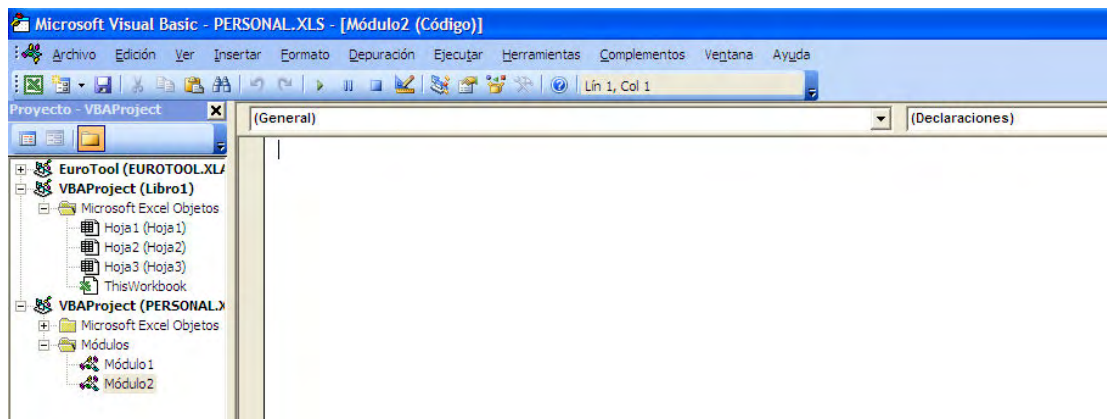 Microsoft Visual Basic - PERSONAL.XLS - [Módulo2 (Código)]
Archivo Edición Ver Insertar Formato Depuración Ejecutar Herramientas Complementos Ventana Ayuda
Lín 1, Col 1
Proyecto - VBAProject
(General) (Declaraciones)
EuroTool (EUROTOOL.XLA
VBAProject (Libro1)
Microsoft Excel Objetos
Hoja1 (Hoja1)
Hoja2 (Hoja2)
Hoja3 (Hoja3)
ThisWorkbook
VBAProject (PERSONAL.X
Microsoft Excel Objetos
Módulos
Módulo1
Módulo2